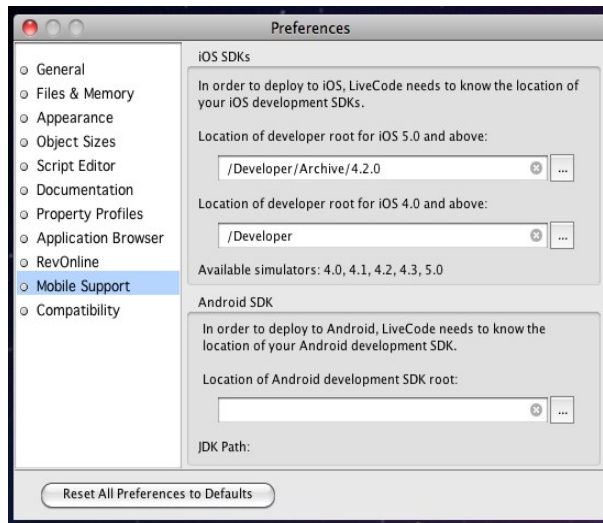 Preferences
General
Files & Memory
Appearance
Object Sizes
Script Editor
Documentation
Property Profiles
Application Browser
RevOnline
Mobile Support
Compatibility
iOS SDKs
In order to deploy to iOS, LiveCode needs to know the location of
your iOS development SDKs.
Location of developer root for iOS 5.0 and above:
/Developer/Archive/4.2.0
...
Location of developer root for iOS 4.0 and above:
/Developer
...
Available simulators: 4.0, 4.1, 4.2, 4.3, 5.0
Android SDK
In order to deploy to Android, LiveCode needs to know the
location of your Android development SDK.
Location of Android development SDK root:
...
JDK Path:
Reset All Preferences to Defaults